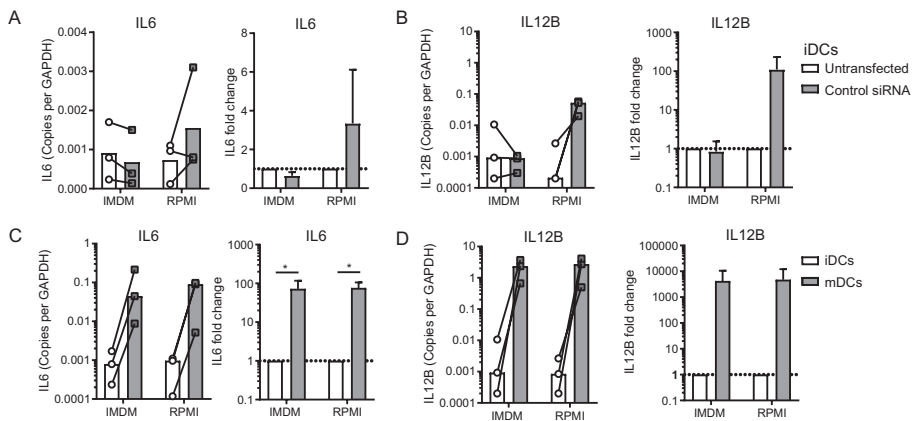 A
IL6
IL6 (Copies per GAPDH)
0.004
0.003
0.002
0.001
0.000
IMDM
RPMI
IL6
IL6 fold change
8
6
4
2
0
IMDM
RPMI
B
IL12B
IL12B (Copies per GAPDH)
10
1
0.1
0.01
0.001
0.0001
IMDM
RPMI
IL12B
IL12B fold change
1000
100
10
1
0.1
IMDM
RPMI
iDCs
Untransfected
Control siRNA
C
IL6
IL6 (Copies per GAPDH)
1
0.1
0.01
0.001
0.0001
IMDM
RPMI
IL6
IL6 fold change
1000
100
10
1
0.1
*
*
IMDM
RPMI
D
IL12B
IL12B (Copies per GAPDH)
10
1
0.1
0.01
0.001
0.0001
IMDM
RPMI
IL12B
IL12B fold change
100000
10000
1000
100
10
1
0.1
IMDM
RPMI
iDCs
mDCs